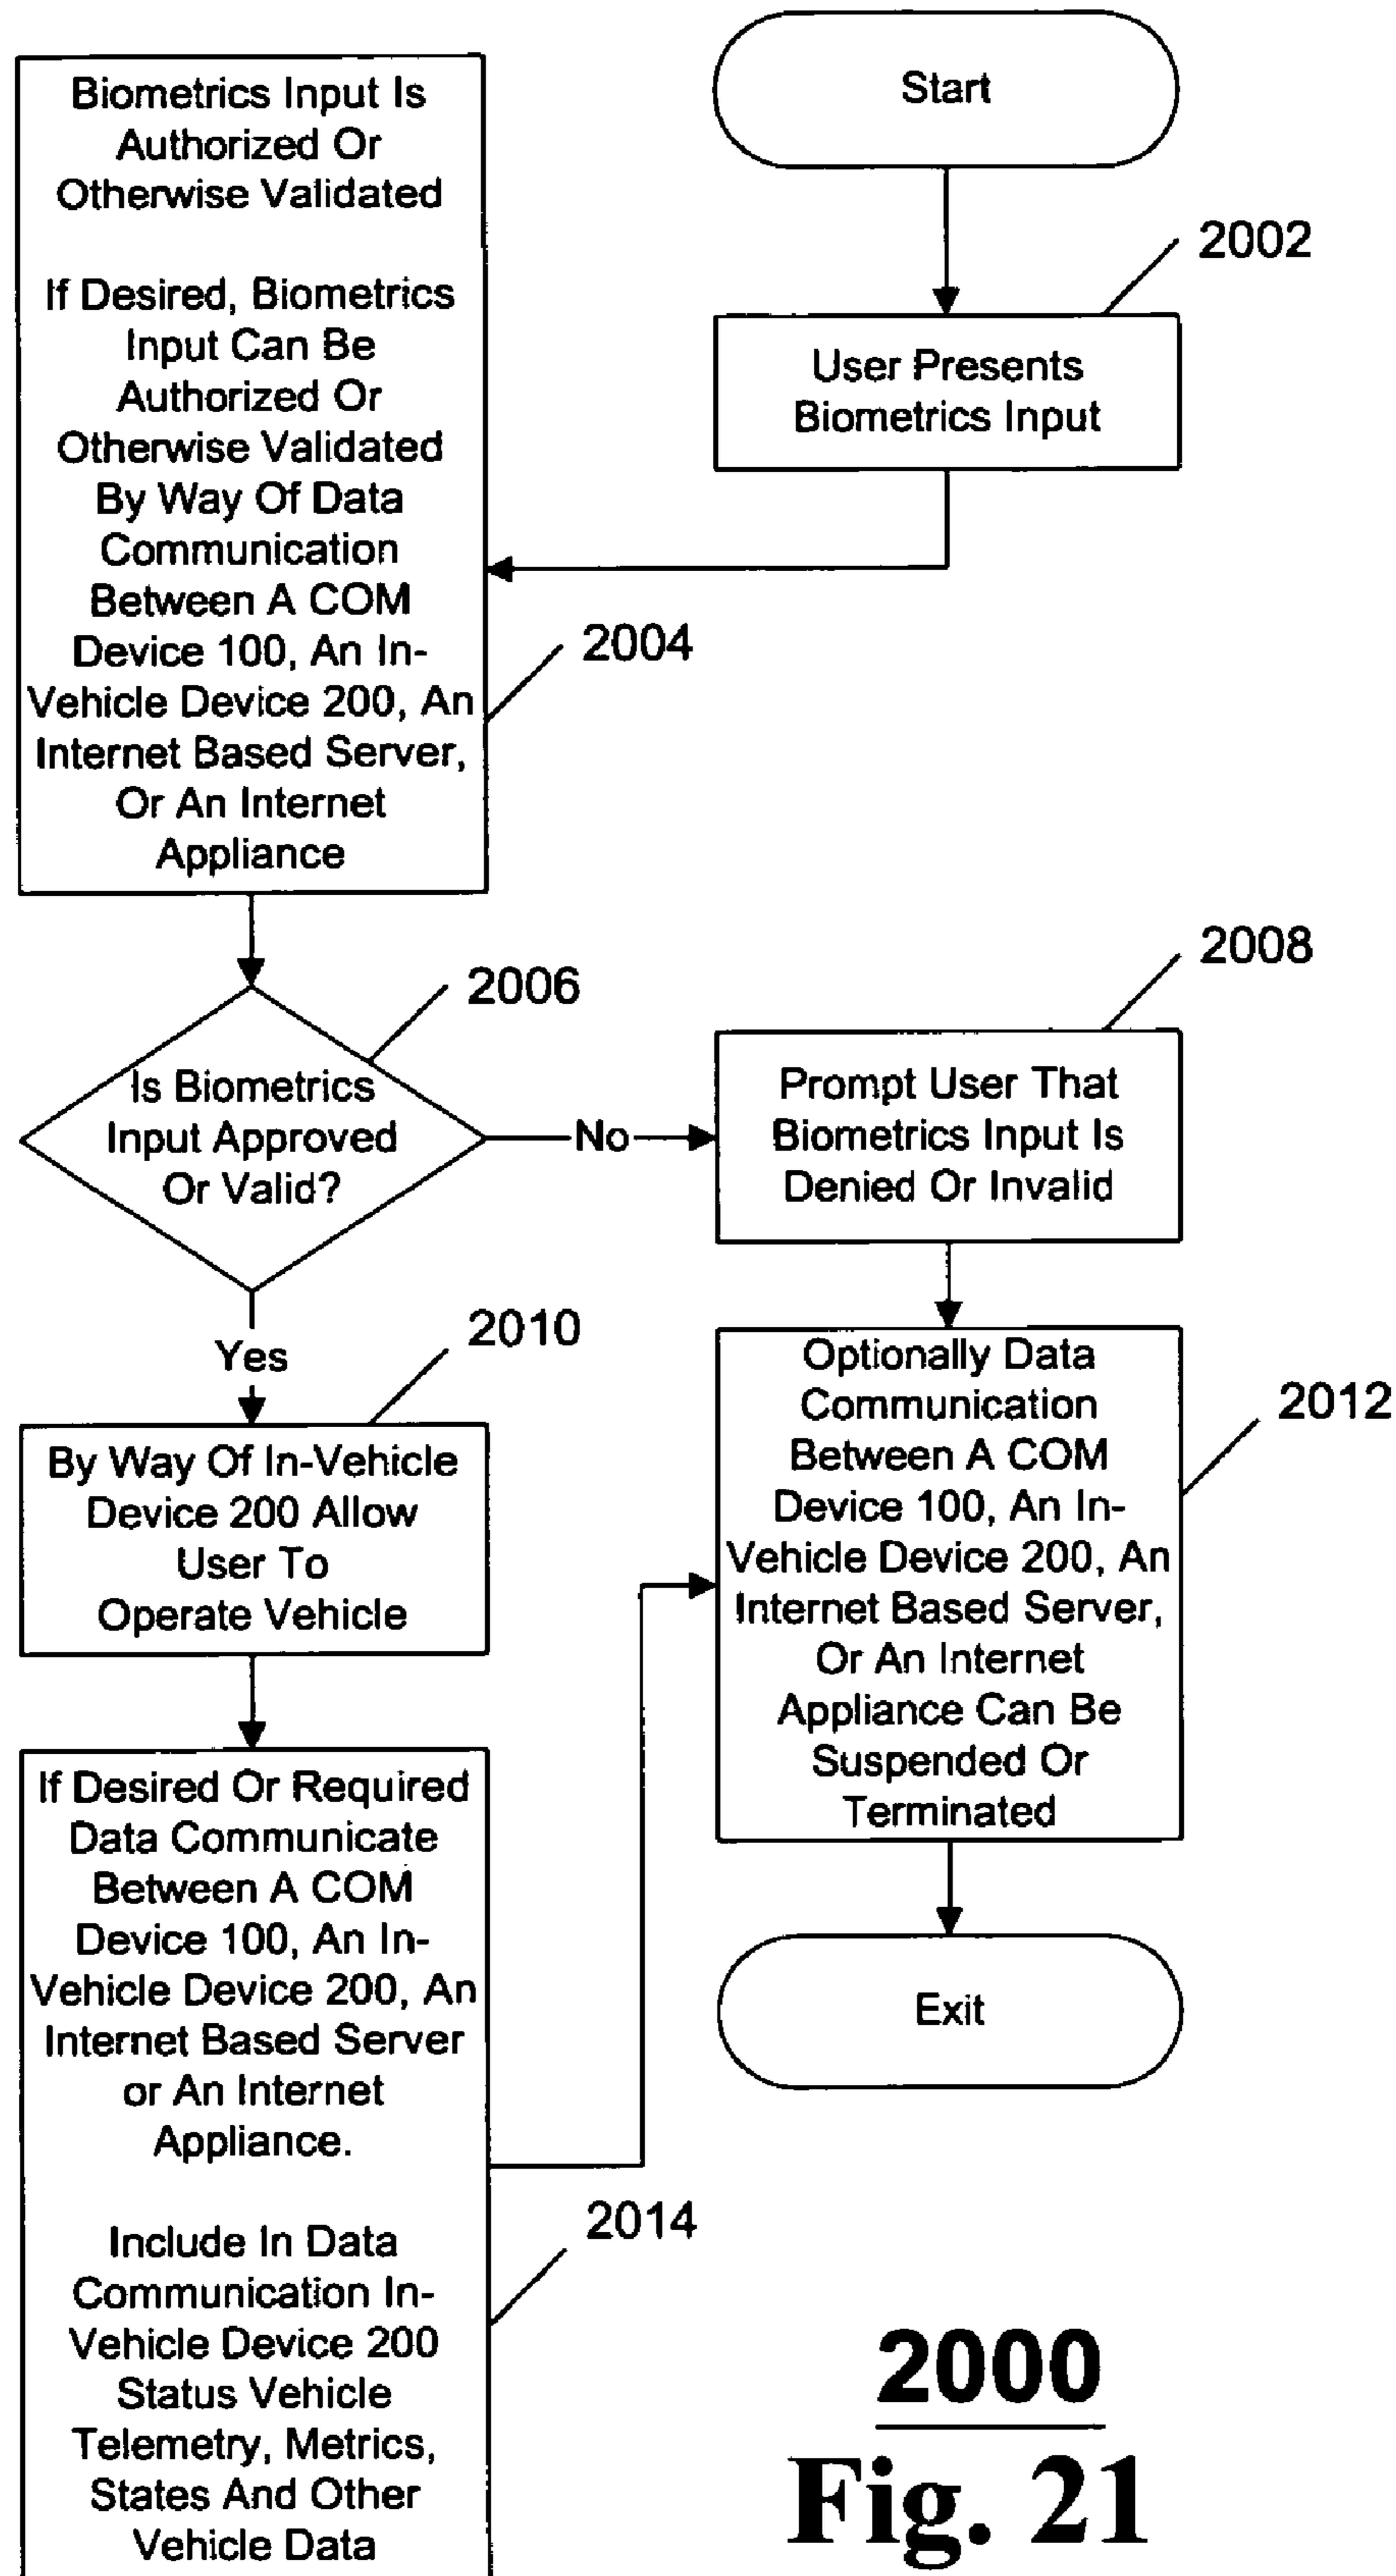 Start
2002
User Presents
Biometrics Input
Biometrics Input Is
Authorized Or
Otherwise Validated
If Desired, Biometrics
Input Can Be
Authorized Or
Otherwise Validated
By Way Of Data
Communication
Between A COM
Device 100, An In-
Vehicle Device 200, An
Internet Based Server,
Or An Internet
Appliance
2004
2006
Is Biometrics
Input Approved
Or Valid?
No
2008
Prompt User That
Biometrics Input Is
Denied Or Invalid
Yes
2010
By Way Of In-Vehicle
Device 200 Allow
User To
Operate Vehicle
Optionally Data
Communication
Between A COM
Device 100, An In-
Vehicle Device 200, An
Internet Based Server,
Or An Internet
Appliance Can Be
Suspended Or
Terminated
2012
If Desired Or Required
Data Communicate
Between A COM
Device 100, An In-
Vehicle Device 200, An
Internet Based Server
or An Internet
Appliance.
Include In Data
Communication In-
Vehicle Device 200
Status Vehicle
Telemetry, Metrics,
States And Other
Vehicle Data
2014
Exit
2000
Fig. 21